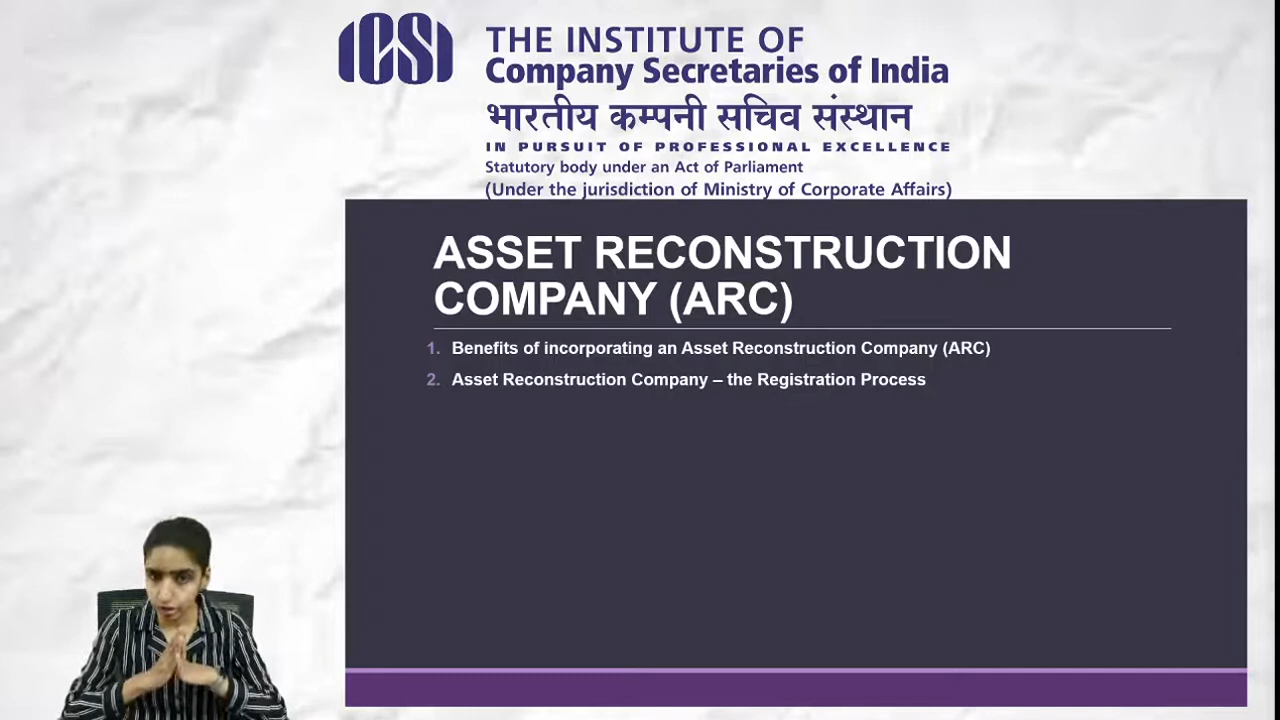 ICSI
THE INSTITUTE OF
Company Secretaries of India
भारतीय कम्पनी सचिव संस्थान
IN PURSUIT OF PROFESSIONAL EXCELLENCE
Statutory body under an Act of Parliament
(Under the jurisdiction of Ministry of Corporate Affairs)
ASSET RECONSTRUCTION
COMPANY (ARC)
1. Benefits of incorporating an Asset Reconstruction Company (ARC)
2. Asset Reconstruction Company – the Registration Process